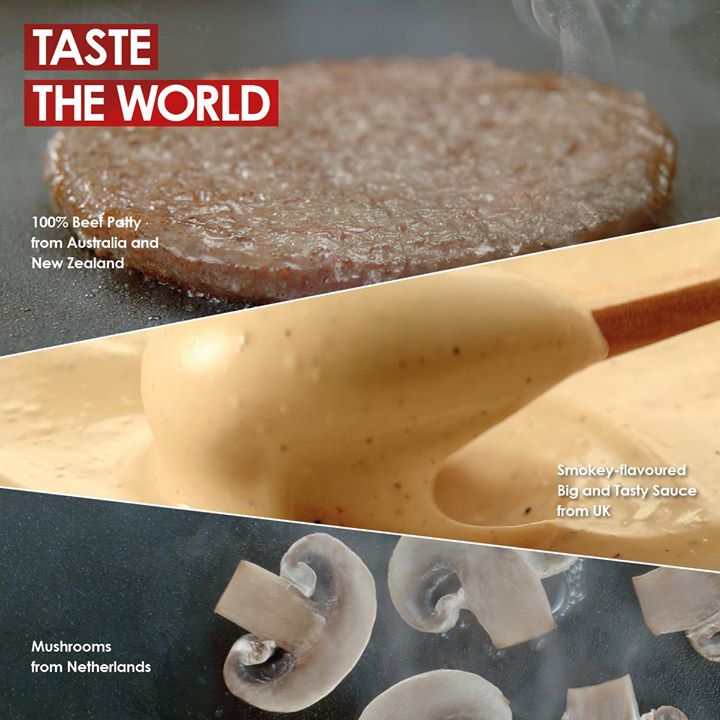 TASTE
THE WORLD
100% Beef Patty
from Australia and
New Zealand
Smokey-flavoured
Big and Tasty Sauce
from UK
Mushrooms
from Netherlands